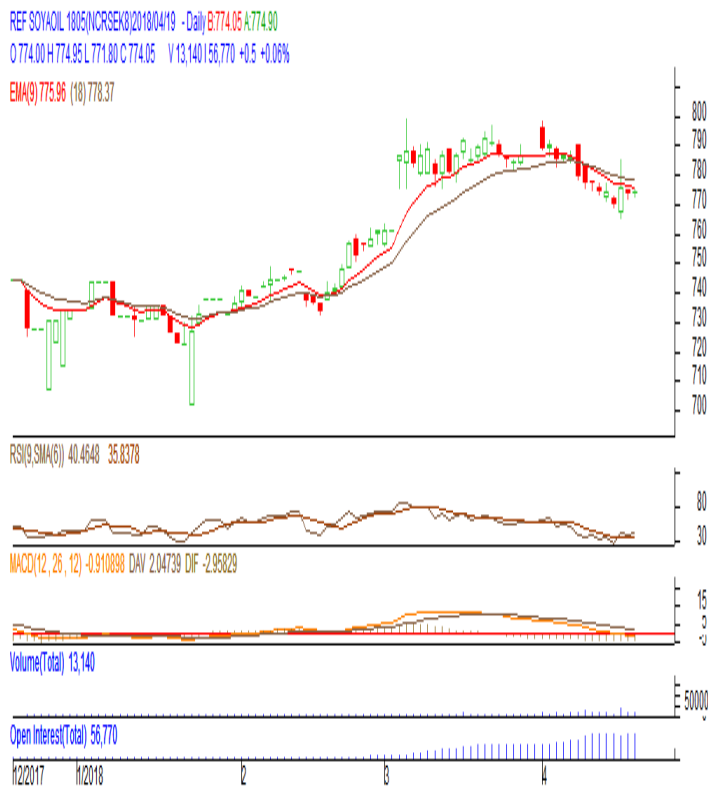 REF SOYAOIL 1805(NCRSEK8)2018/04/19 - Daily B:774.05 A:774.90
O 774.00 H 774.95 L 771.80 C 774.05 V 13,140 I 56,770 +0.5 +0.06%
EMA(9) 775.96 (18) 778.37
800
790
780
770
760
750
740
730
720
710
700
RSI(9,SMA(6)) 40.4648 35.8378
80
30
MACD(12 , 26 , 12) -0.910898 DAV 2.04739 DIF -2.95829
15
5
Volume(Total) 13,140
50000
Open Interest(Total) 56,770
12/2017 1/2018 2 3 4